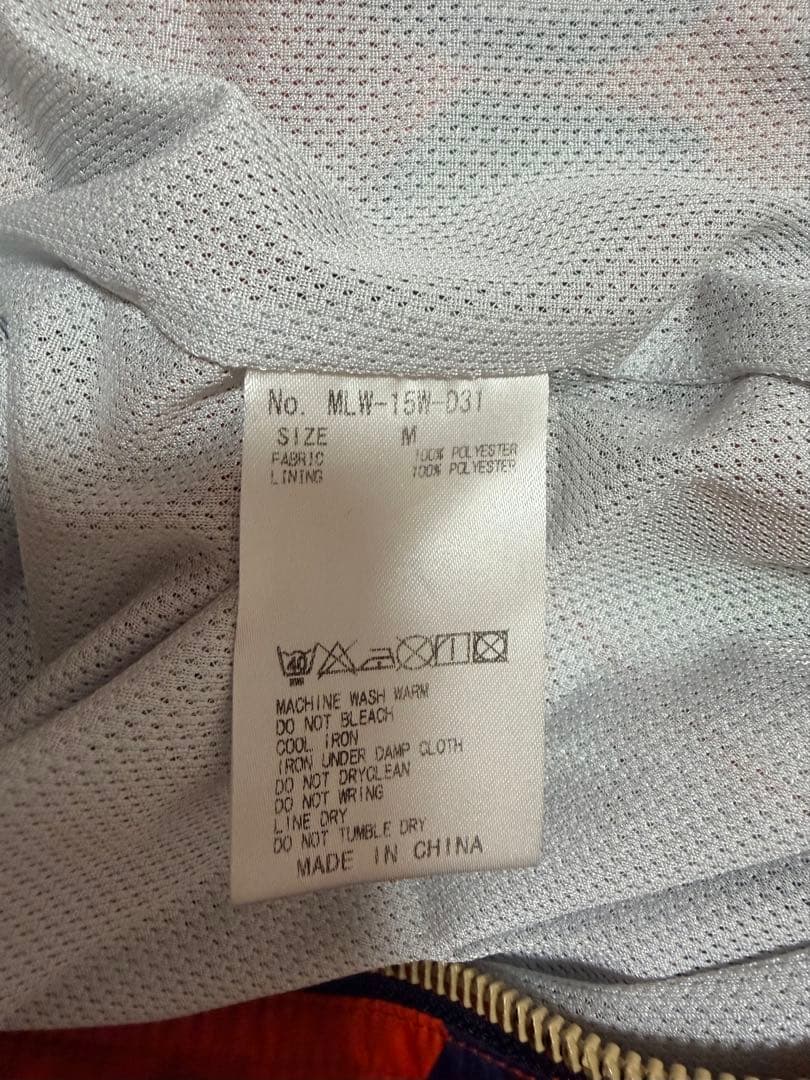 No. MLW-15W-D31
SIZE M
FABRIC 100% POLYESTER
LINING 100% POLYESTER
40
MACHINE WASH WARM
DO NOT BLEACH
COOL IRON
IRON UNDER DAMP CLOTH
DO NOT DRYCLEAN
DO NOT WRING
LINE DRY
DO NOT TUMBLE DRY
MADE IN CHINA